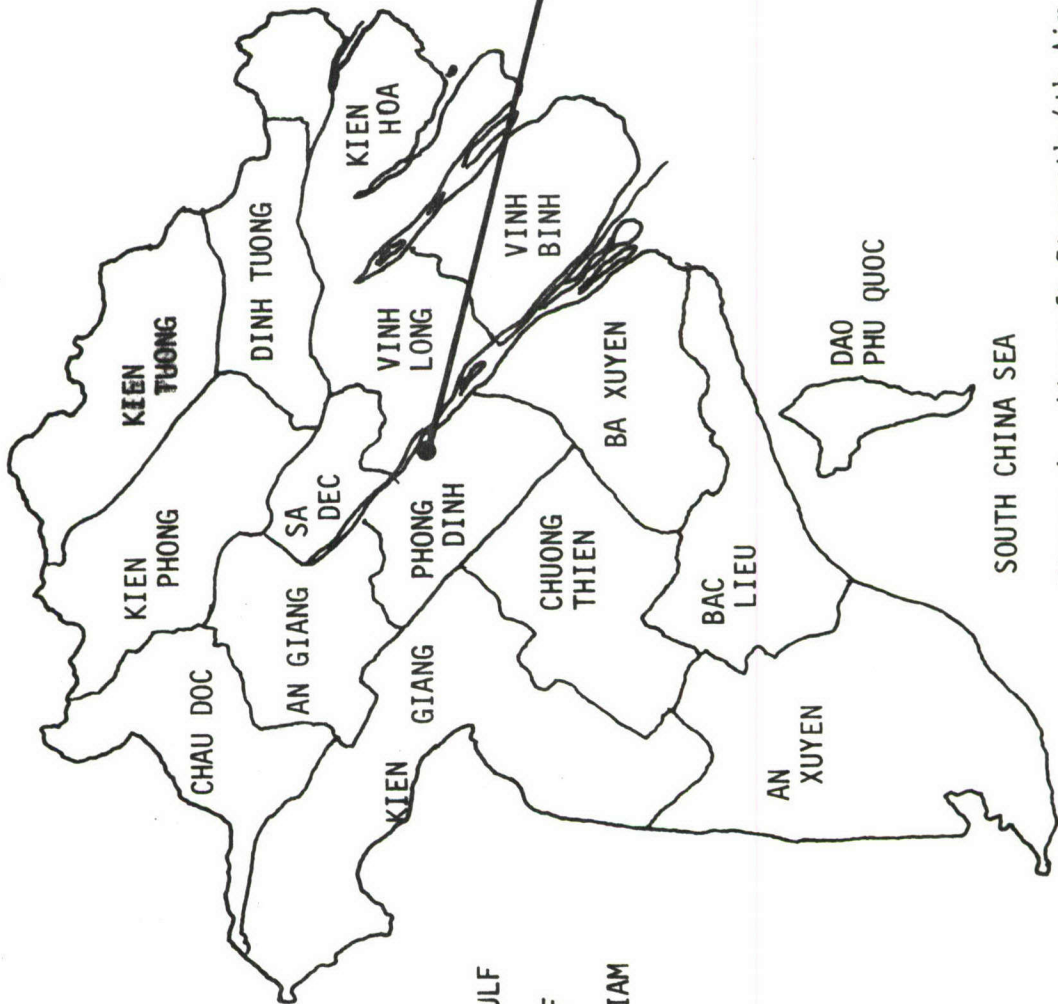 CHAU DOC
KIEN
PHONG
KIEN
TUONG
AN GIANG
SA
DEC
DINH TUONG
KIEN
HOA
KIEN
GIANG
PHONG
DINH
VINH
LONG
VINH
BINH
ULF
IAM
CHUONG
THIEN
BA XUYEN
BAC
LIEU
AN
XUYEN
DAO
PHU QUOC
SOUTH CHINA SEA